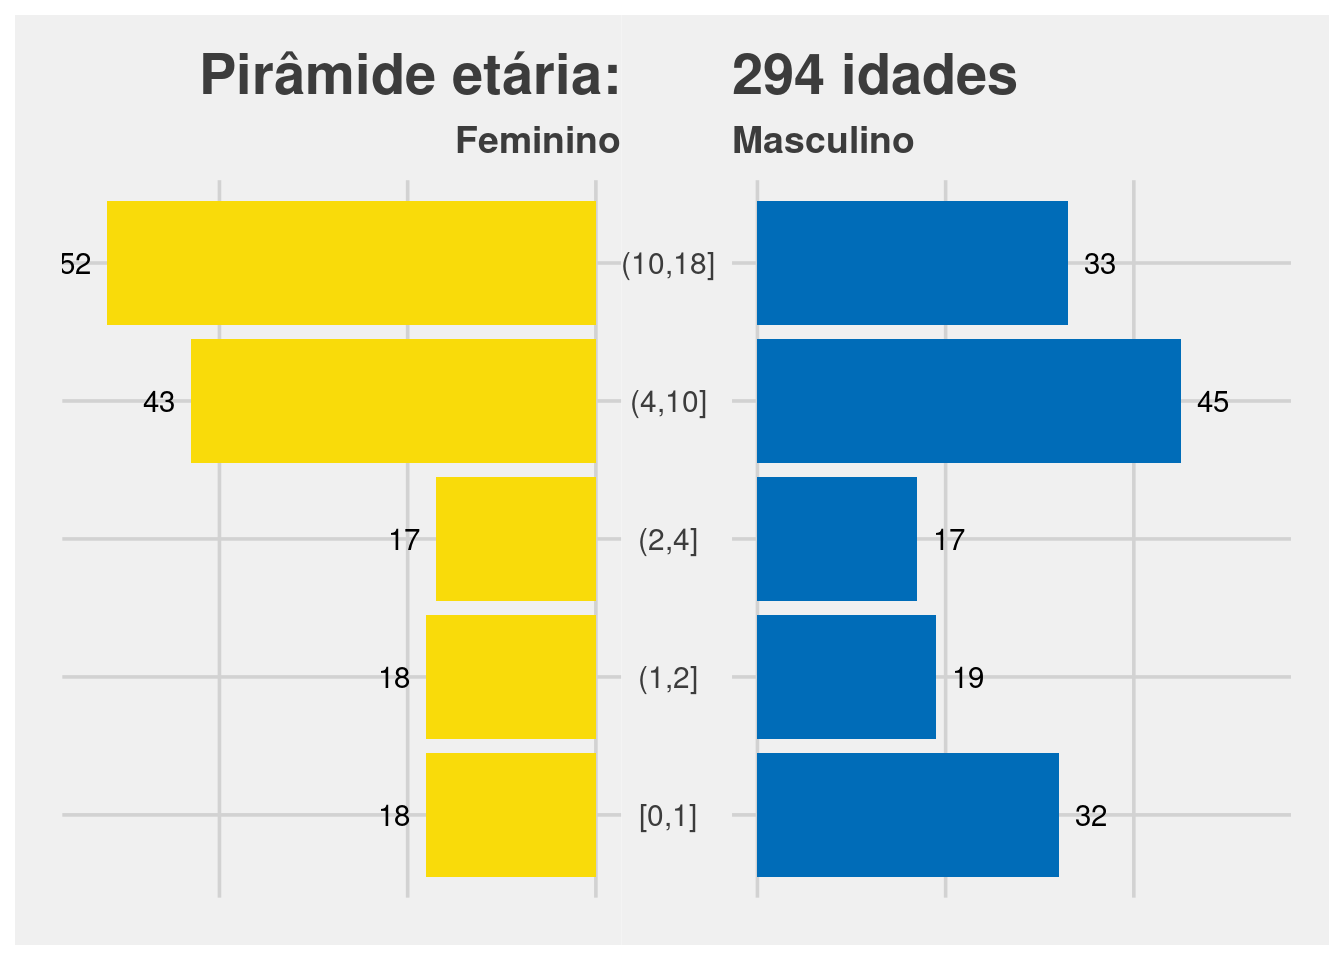 Pirâmide etária: 294 idades
Feminino Masculino
52 (10,18] 33
43 (4,10] 45
17 (2,4] 17
18 (1,2] 19
18 [0,1] 32